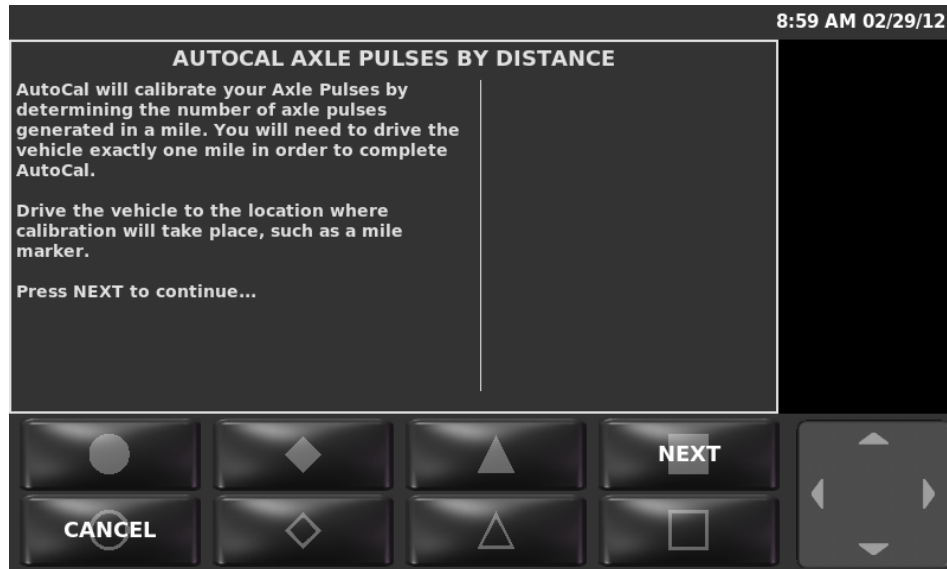 8:59 AM 02/29/12
AUTOCAL AXLE PULSES BY DISTANCE
AutoCal will calibrate your Axle Pulses by
determining the number of axle pulses
generated in a mile. You will need to drive the
vehicle exactly one mile in order to complete
AutoCal.
Drive the vehicle to the location where
calibration will take place, such as a mile
marker.
Press NEXT to continue...
NEXT
CANCEL